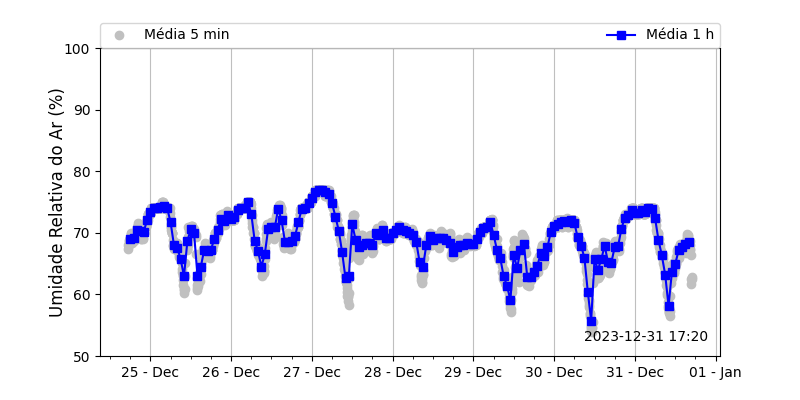 Média 5 min
Média 1 h
100
90
80
70
60
50
Umidade Relativa do Ar (%)
2023-12-31 17:20
25 - Dec
26 - Dec
27 - Dec
28 - Dec
29 - Dec
30 - Dec
31 - Dec
01 - Jan